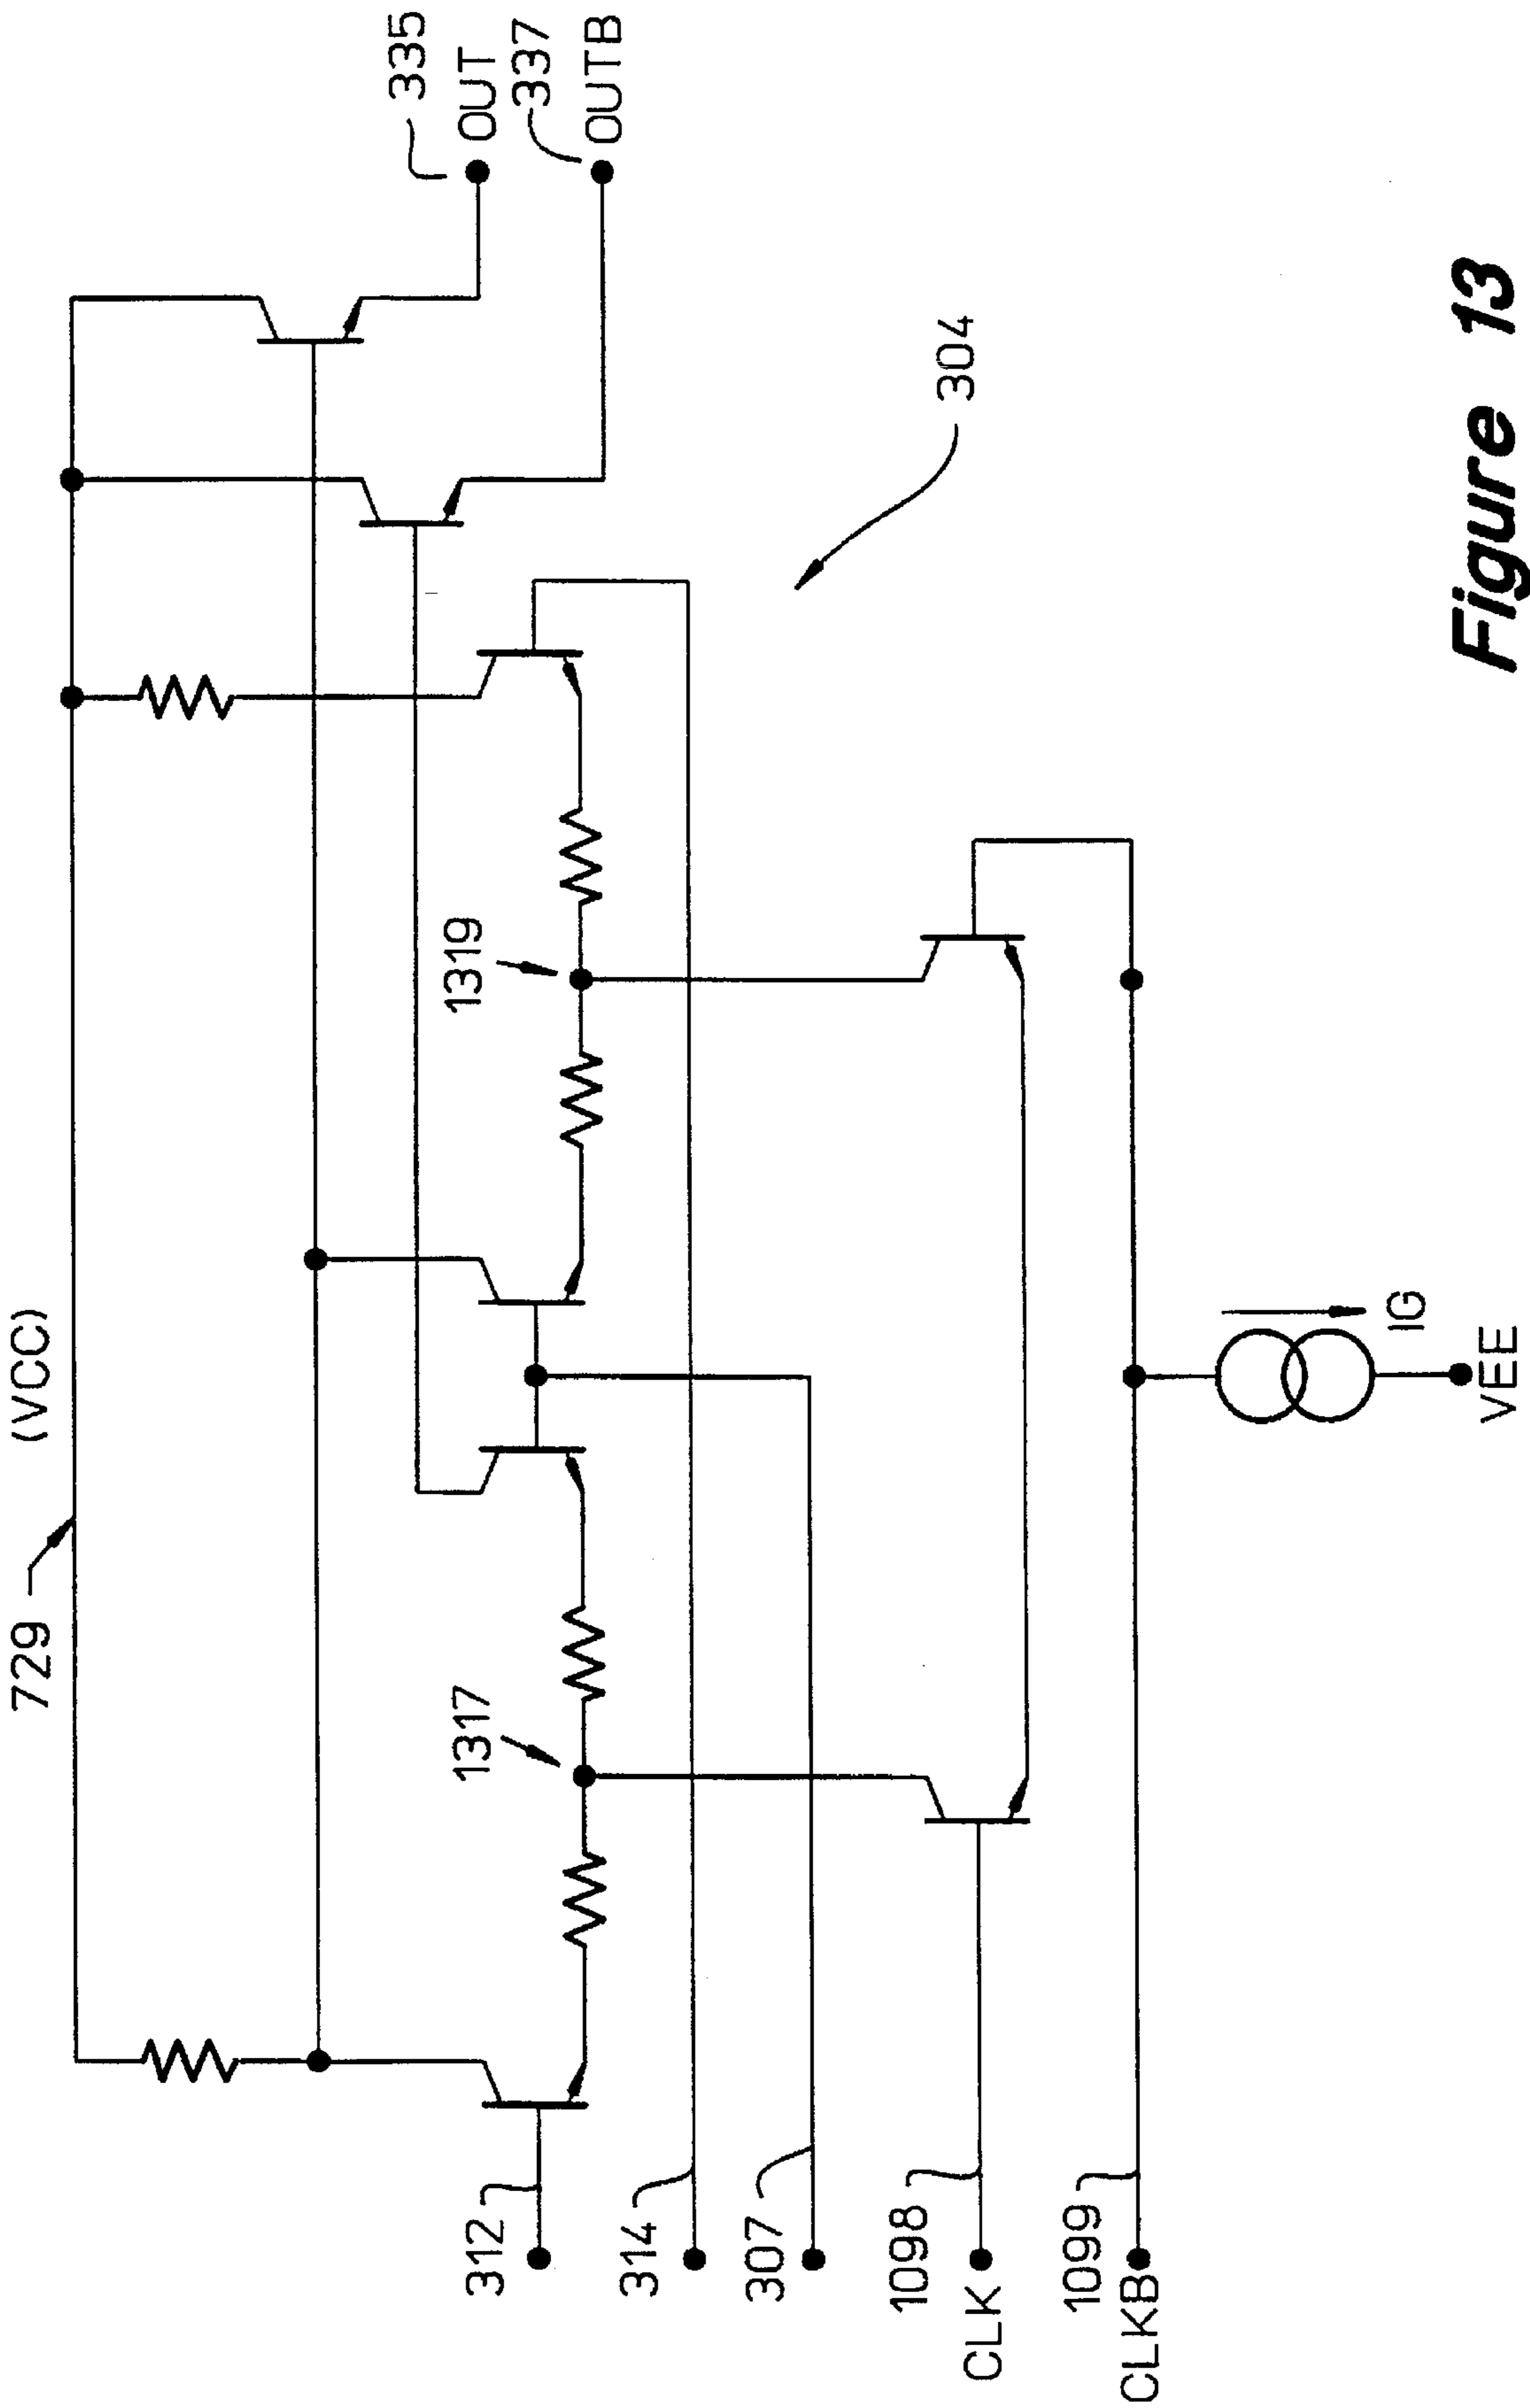 729
(VCC)
335
OUT
337
OUTB
312
1317
1319
314
304
307
1098
CLK
1099
CLKB
IG
VEE
Figure 13